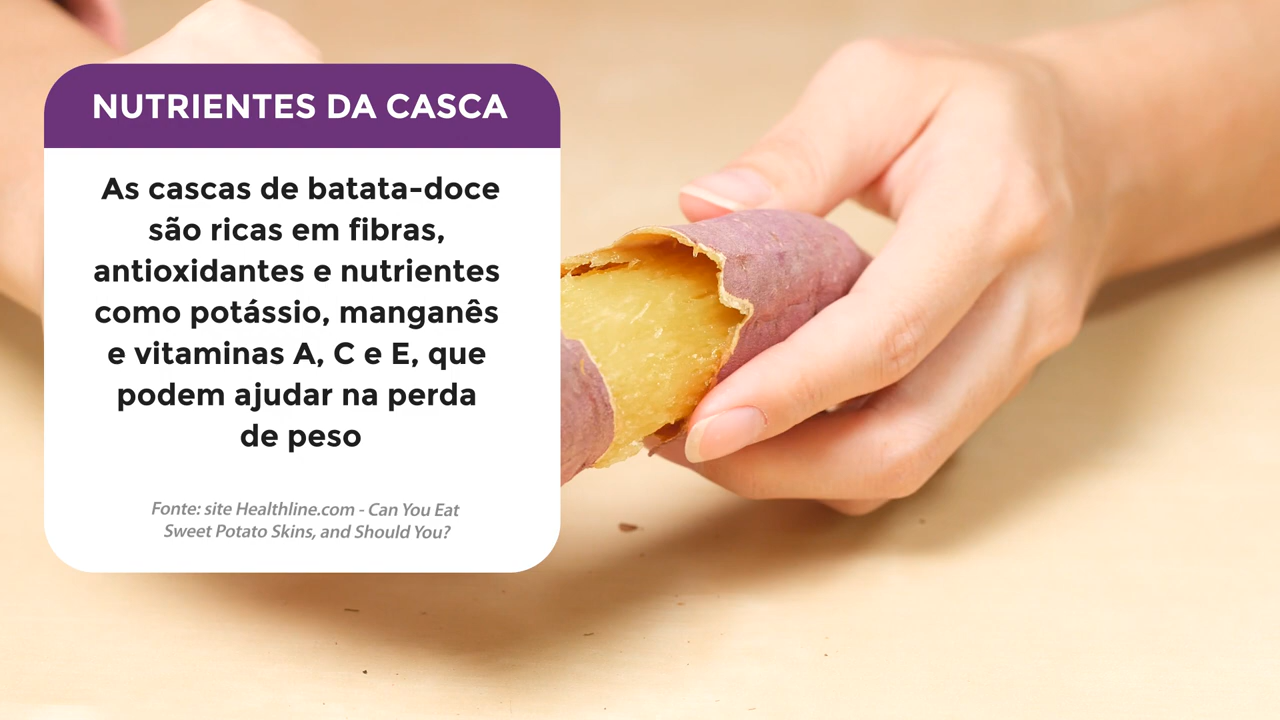 NUTRIENTES DA CASCA
As cascas de batata-doce
são ricas em fibras,
antioxidantes e nutrientes
como potássio, manganês
e vitaminas A, C e E, que
podem ajudar na perda
de peso
Fonte: site Healthline.com - Can You Eat
Sweet Potato Skins, and Should You?